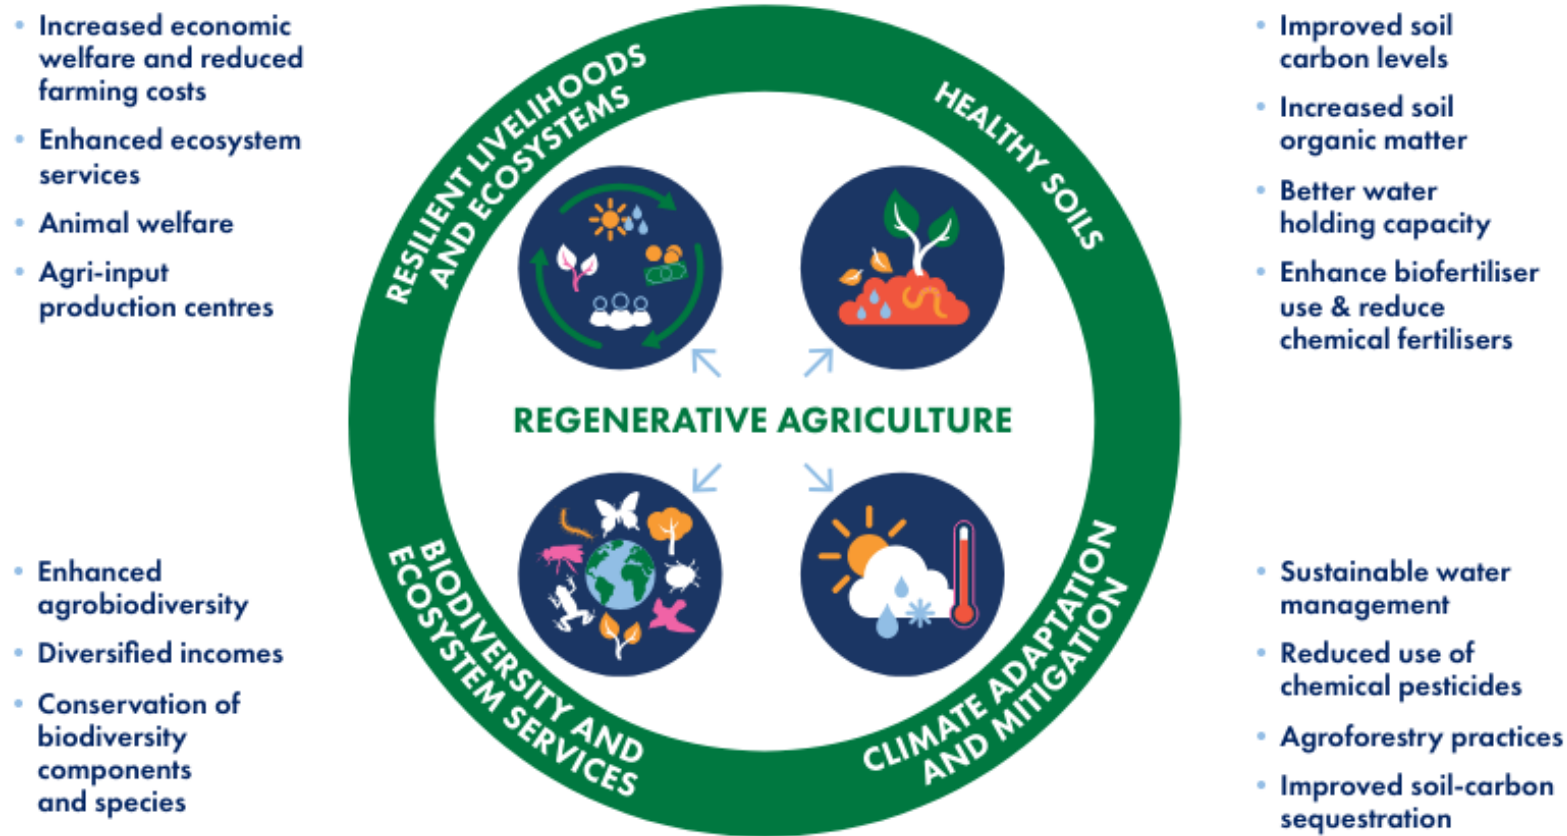 • Increased economic
welfare and reduced
farming costs
• Enhanced ecosystem
services
• Animal welfare
• Agri-input
production centres
RESILIENT LIVELIHOODS
AND ECOSYSTEMS
HEALTHY SOILS
• Improved soil
carbon levels
• Increased soil
organic matter
• Better water
holding capacity
• Enhance biofertiliser
use & reduce
chemical fertilisers
REGENERATIVE AGRICULTURE
• Enhanced
agrobiodiversity
• Diversified incomes
• Conservation of
biodiversity
components
and species
BIODIVERSITY AND
ECOSYSTEM SERVICES
CLIMATE ADAPTATION
AND MITIGATION
• Sustainable water
management
• Reduced use of
chemical pesticides
• Agroforestry practices
• Improved soil-carbon
sequestration